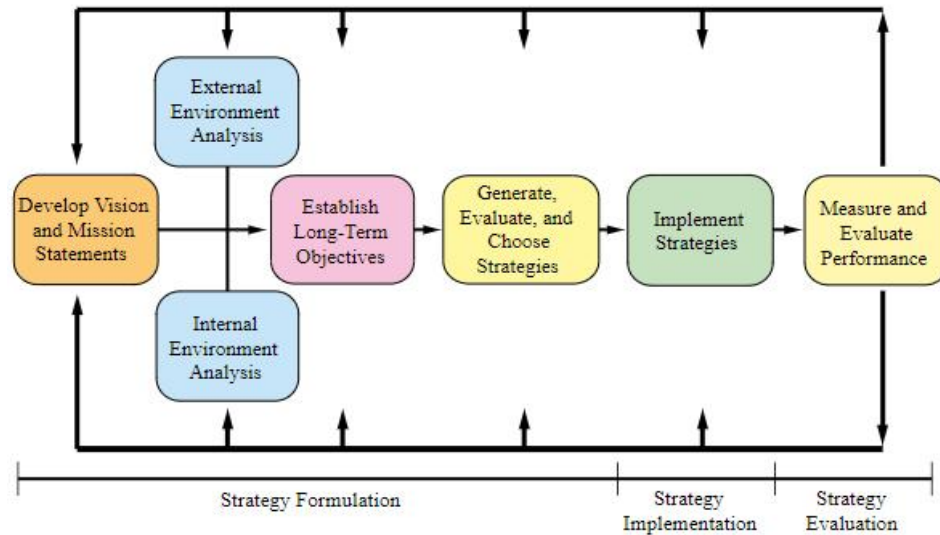 External
Environment
Analysis
Develop Vision
and Mission
Statements
Establish
Long-Term
Objectives
Generate,
Evaluate, and
Choose
Strategies
Implement
Strategies
Measure and
Evaluate
Performance
Internal
Environment
Analysis
Strategy Formulation
Strategy
Implementation
Strategy
Evaluation